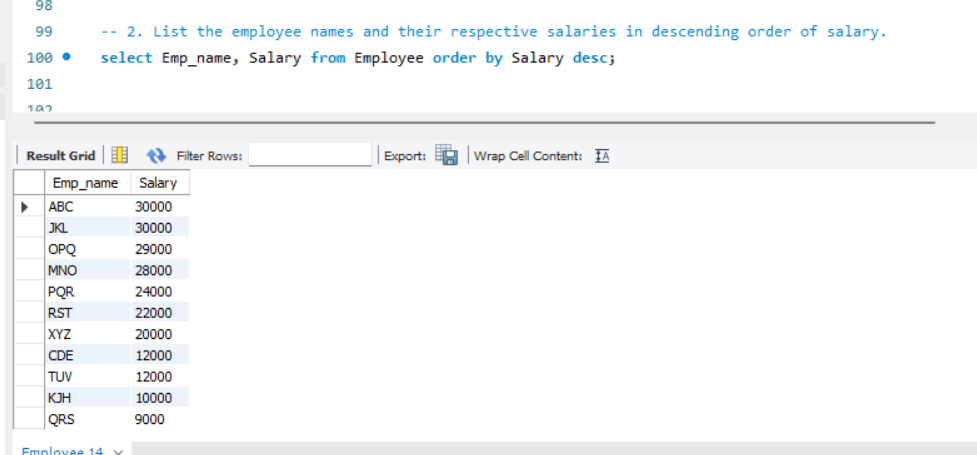 98
99 -- 2. List the employee names and their respective salaries in descending order of salary.
100 select Emp_name, Salary from Employee order by Salary desc;
101
102
Result Grid Filter Rows: Export: Wrap Cell Content:
Emp_name Salary
ABC 30000
JKL 30000
OPQ 29000
MNO 28000
PQR 24000
RST 22000
XYZ 20000
CDE 12000
TUV 12000
KJH 10000
QRS 9000
Employee 14